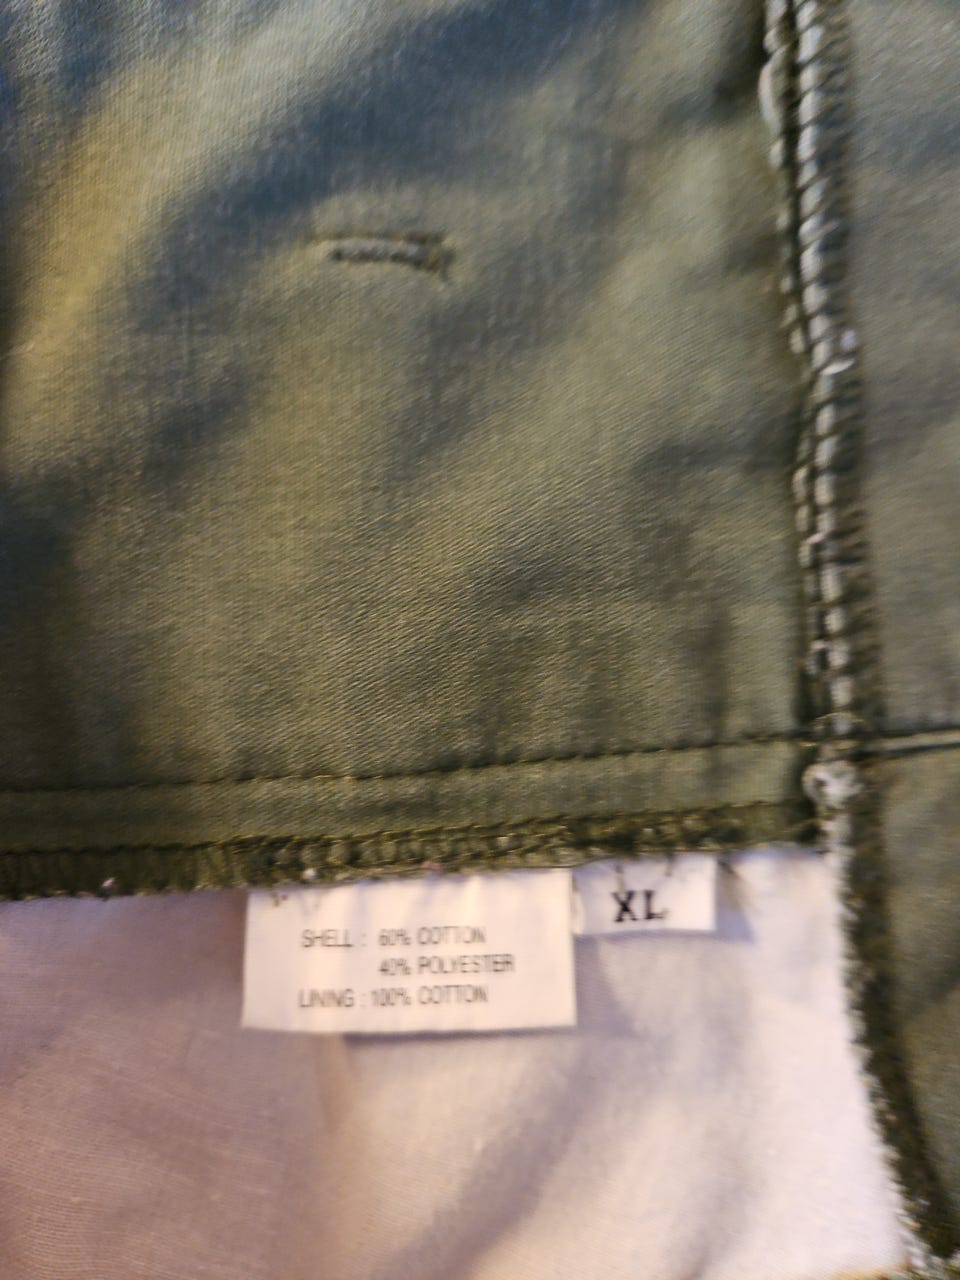 XL
SHELL : 60% COTTON
40% POLYESTER
LINING : 100% COTTON